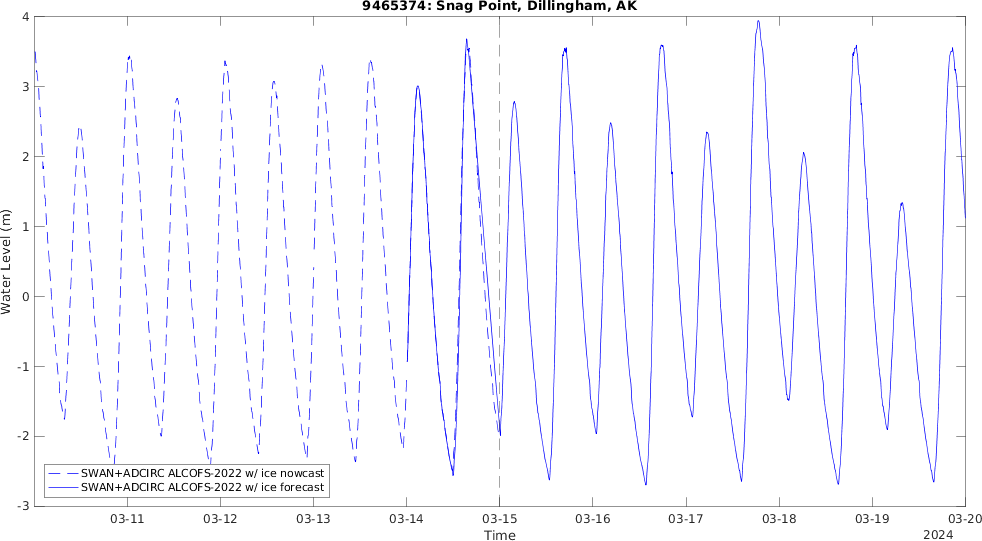 9465374: Snag Point, Dillingham, AK
Water Level (m)
4
3
2
1
0
-1
-2
-3
SWAN+ADCIRC ALCOFS-2022 w/ ice nowcast
SWAN+ADCIRC ALCOFS-2022 w/ ice forecast
03-11 03-12 03-13 03-14 03-15 03-16 03-17 03-18 03-19 03-20
Time
2024